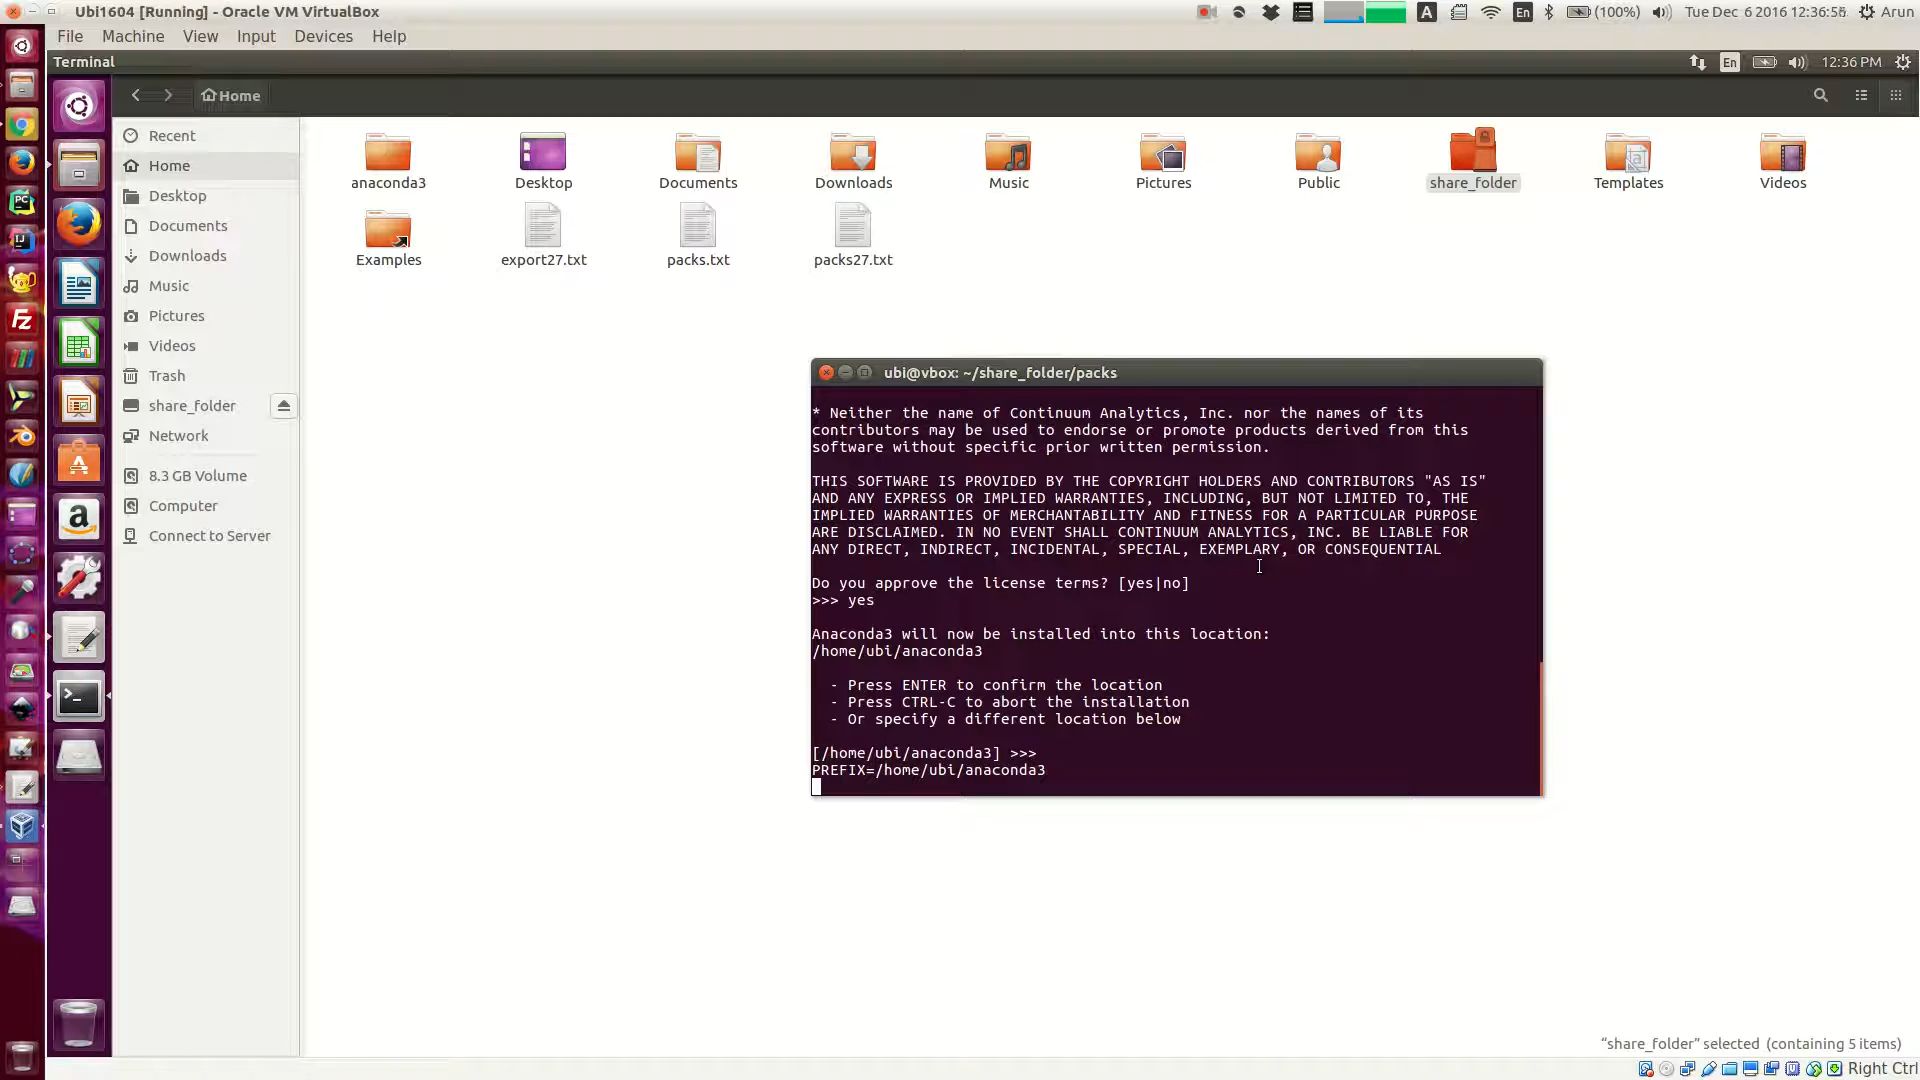 Ubi1604 [Running] - Oracle VM VirtualBox
A
En
(100%)
Tue Dec 6 2016 12:36:56
Arun
File Machine View Input Devices Help
Terminal
En
12:36 PM
Home
Recent
Home
Desktop
Documents
Downloads
Music
Pictures
Videos
Trash
share_folder
Network
8.3 GB Volume
Computer
Connect to Server
anaconda3
Desktop
Documents
Downloads
Music
Pictures
Public
share_folder
Templates
Videos
Examples
export27.txt
packs.txt
packs27.txt
PC
IJ
FZ
a
ubi@vbox: ~/share_folder/packs
* Neither the name of Continuum Analytics, Inc. nor the names of its
contributors may be used to endorse or promote products derived from this
software without specific prior written permission.
THIS SOFTWARE IS PROVIDED BY THE COPYRIGHT HOLDERS AND CONTRIBUTORS "AS IS"
AND ANY EXPRESS OR IMPLIED WARRANTIES, INCLUDING, BUT NOT LIMITED TO, THE
IMPLIED WARRANTIES OF MERCHANTABILITY AND FITNESS FOR A PARTICULAR PURPOSE
ARE DISCLAIMED. IN NO EVENT SHALL CONTINUUM ANALYTICS, INC. BE LIABLE FOR
ANY DIRECT, INDIRECT, INCIDENTAL, SPECIAL, EXEMPLARY, OR CONSEQUENTIAL
Do you approve the license terms? [yes|no]
>>> yes
Anaconda3 will now be installed into this location:
/home/ubi/anaconda3
- Press ENTER to confirm the location
- Press CTRL-C to abort the installation
- Or specify a different location below
[/home/ubi/anaconda3] >>>
PREFIX=/home/ubi/anaconda3
“share_folder” selected (containing 5 items)
Right Ctrl